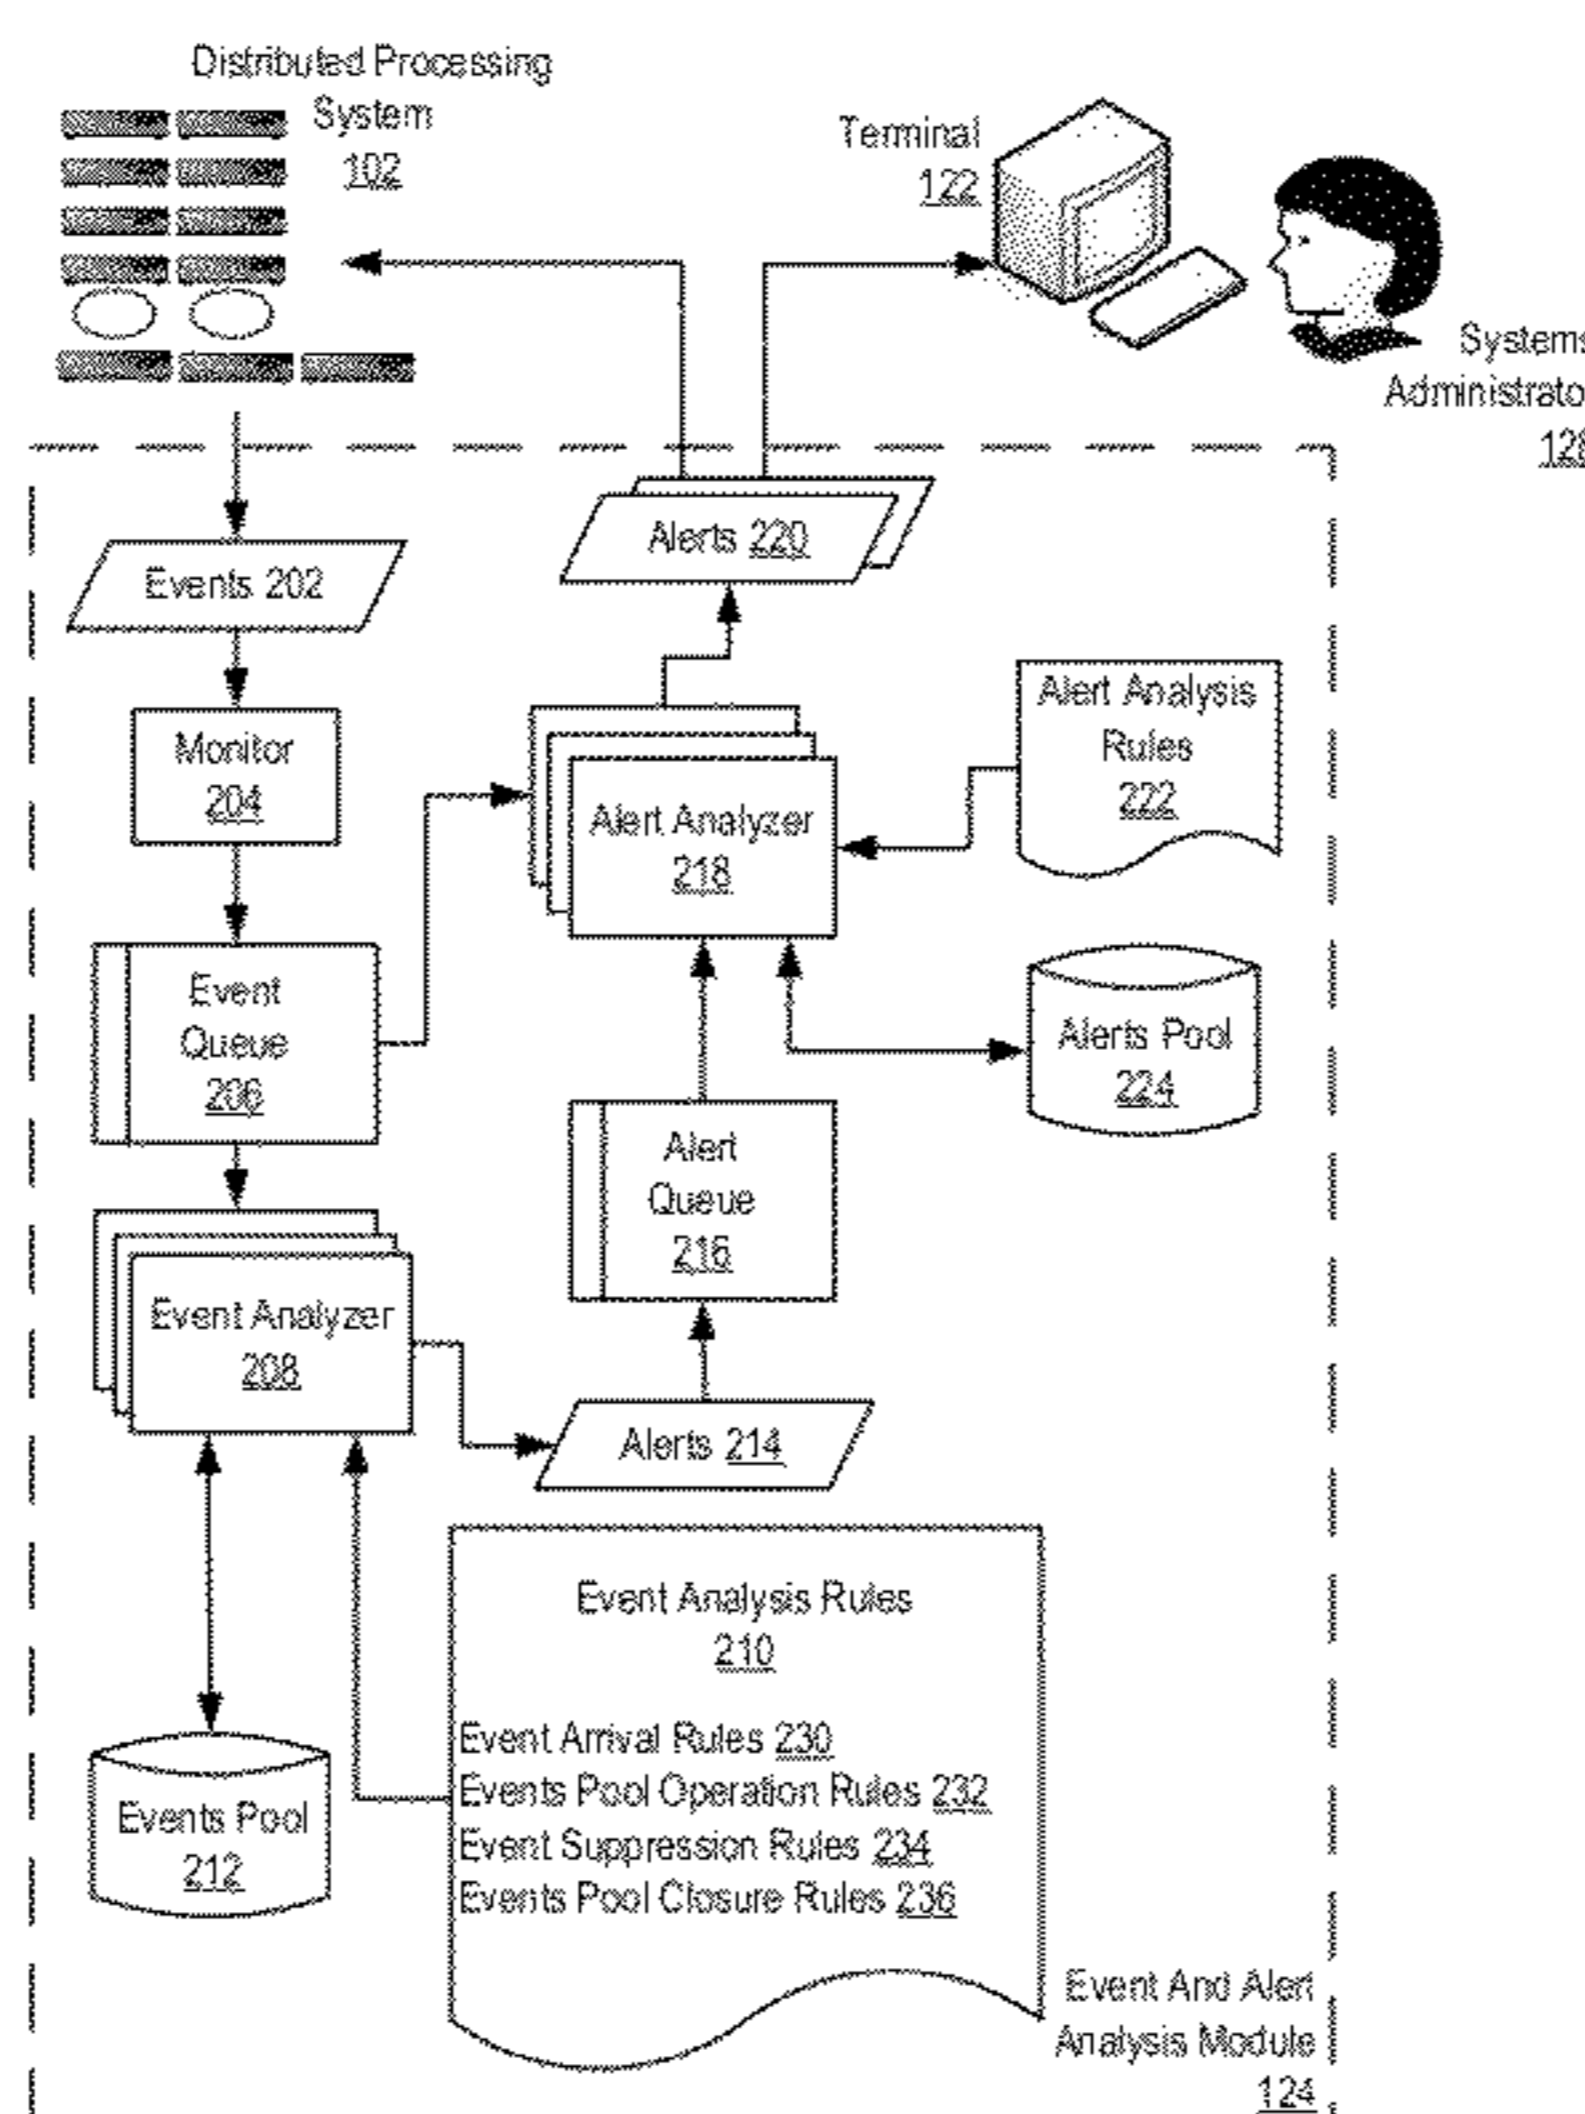 Distributed Processing
System
102
Terminal
122
Systems
Administrato
128
Alerts 220
Events 202
Monitor
204
Alert Analysis
Rules
222
Alert Analyzer
218
Event
Queue
206
Alerts Pool
224
Alert
Queue
216
Event Analyzer
208
Alerts 214
Event Analysis Rules
210
Event Arrival Rules 230
Events Pool Operation Rules 232
Event Suppression Rules 234
Events Pool Closure Rules 236
Events Pool
212
Event And Alert
Analysis Module
124